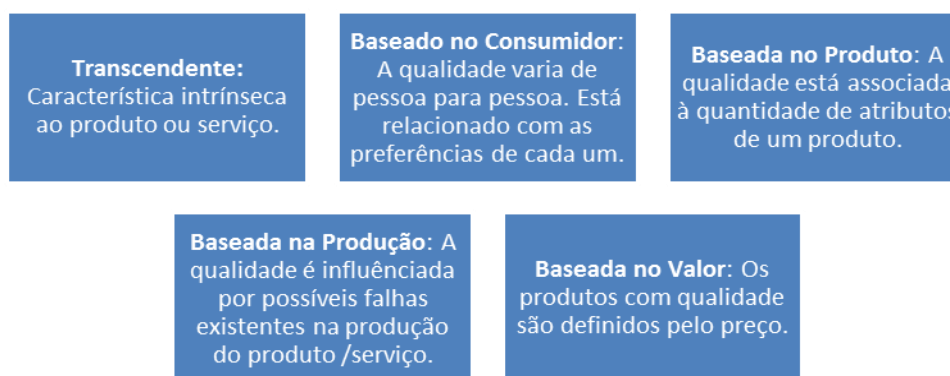 Transcendente:
Característica intrínseca
ao produto ou serviço.
Baseado no Consumidor:
A qualidade varia de
pessoa para pessoa. Está
relacionado com as
preferências de cada um.
Baseada no Produto: A
qualidade está associada
à quantidade de atributos
de um produto.
Baseada na Produção: A
qualidade é influênciada
por possíveis falhas
existentes na produção
do produto /serviço.
Baseada no Valor: Os
produtos com qualidade
são definidos pelo preço.